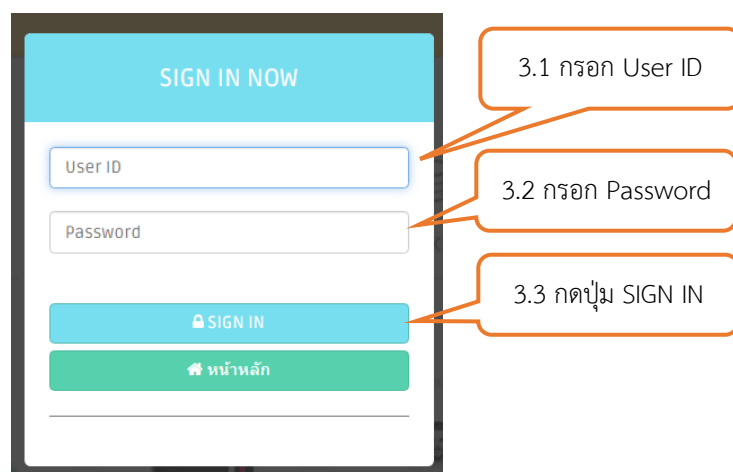 SIGN IN NOW
3.1 กรอก User ID
User ID
3.2 กรอก Password
Password
3.3 กดปุ่ม SIGN IN
SIGN IN
หน้าหลัก